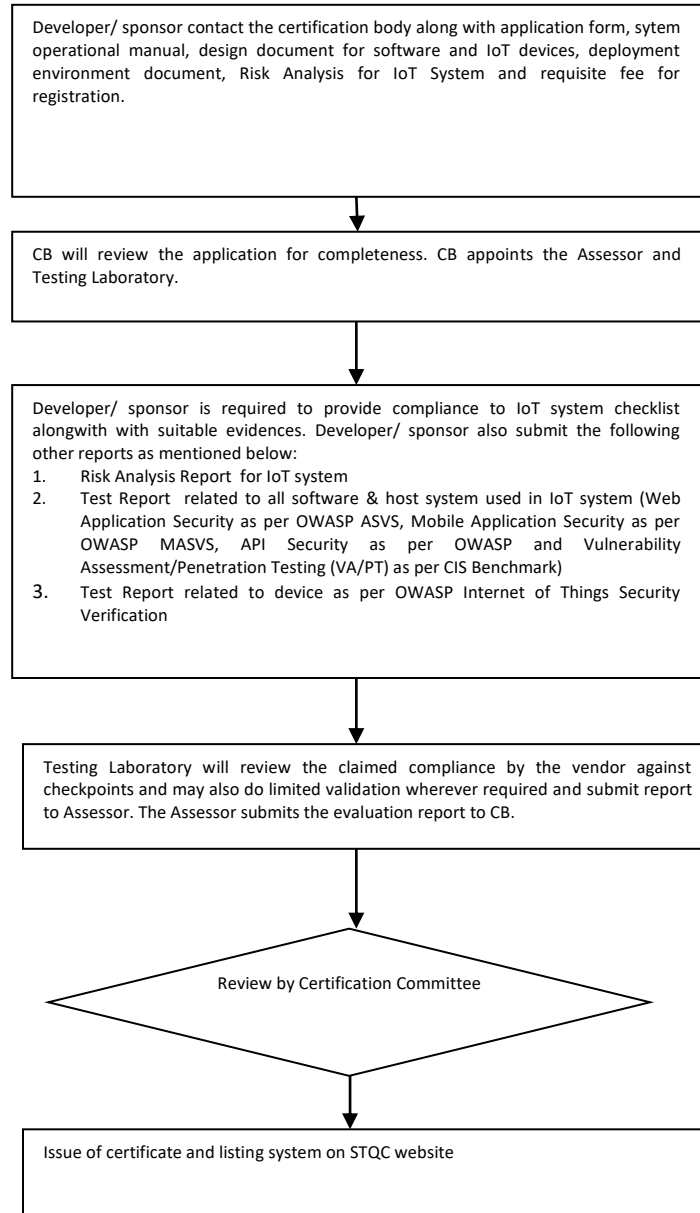 Developer/ sponsor contact the certification body along with application form, sytem
operational manual, design document for software and IoT devices, deployment
environment document, Risk Analysis for IoT System and requisite fee for
registration.
CB will review the application for completeness. CB appoints the Assessor and
Testing Laboratory.
Developer/ sponsor is required to provide compliance to IoT system checklist
alongwith with suitable evidences. Developer/ sponsor also submit the following
other reports as mentioned below:
1. Risk Analysis Report for IoT system
2. Test Report related to all software & host system used in IoT system (Web
Application Security as per OWASP ASVS, Mobile Application Security as per
OWASP MASVS, API Security as per OWASP and Vulnerability
Assessment/Penetration Testing (VA/PT) as per CIS Benchmark)
3. Test Report related to device as per OWASP Internet of Things Security
Verification
Testing Laboratory will review the claimed compliance by the vendor against
checkpoints and may also do limited validation wherever required and submit report
to Assessor. The Assessor submits the evaluation report to CB.
Review by Certification Committee
Issue of certificate and listing system on STQC website